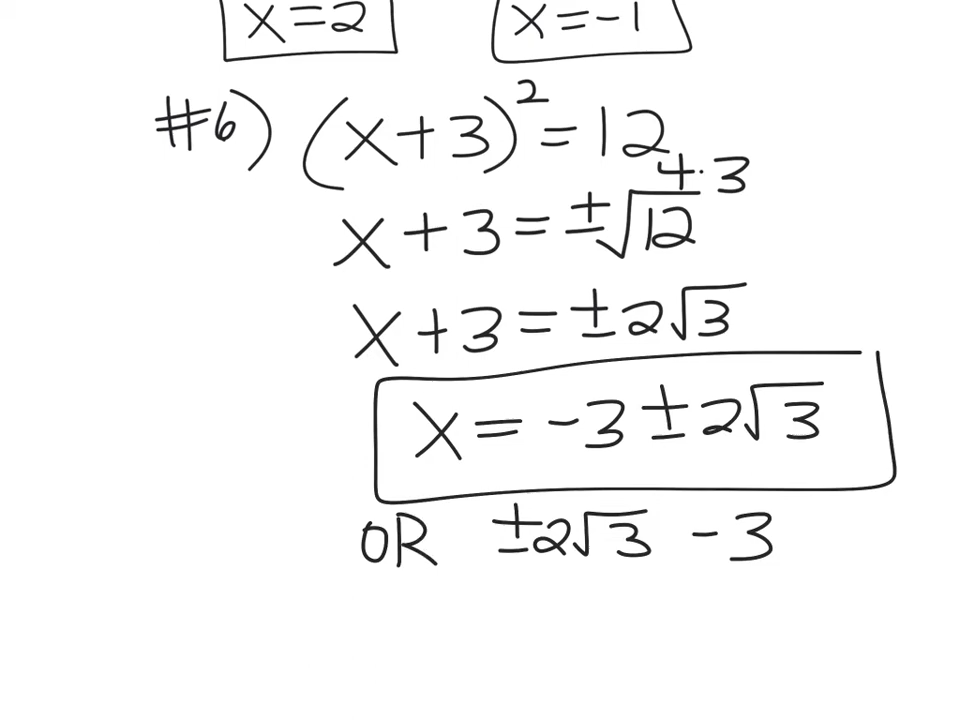 x=2 x=-1
#6) (x+3)²=12
4·3
x+3=±√12
x+3=±2√3
x=-3±2√3
OR ±2√3 -3